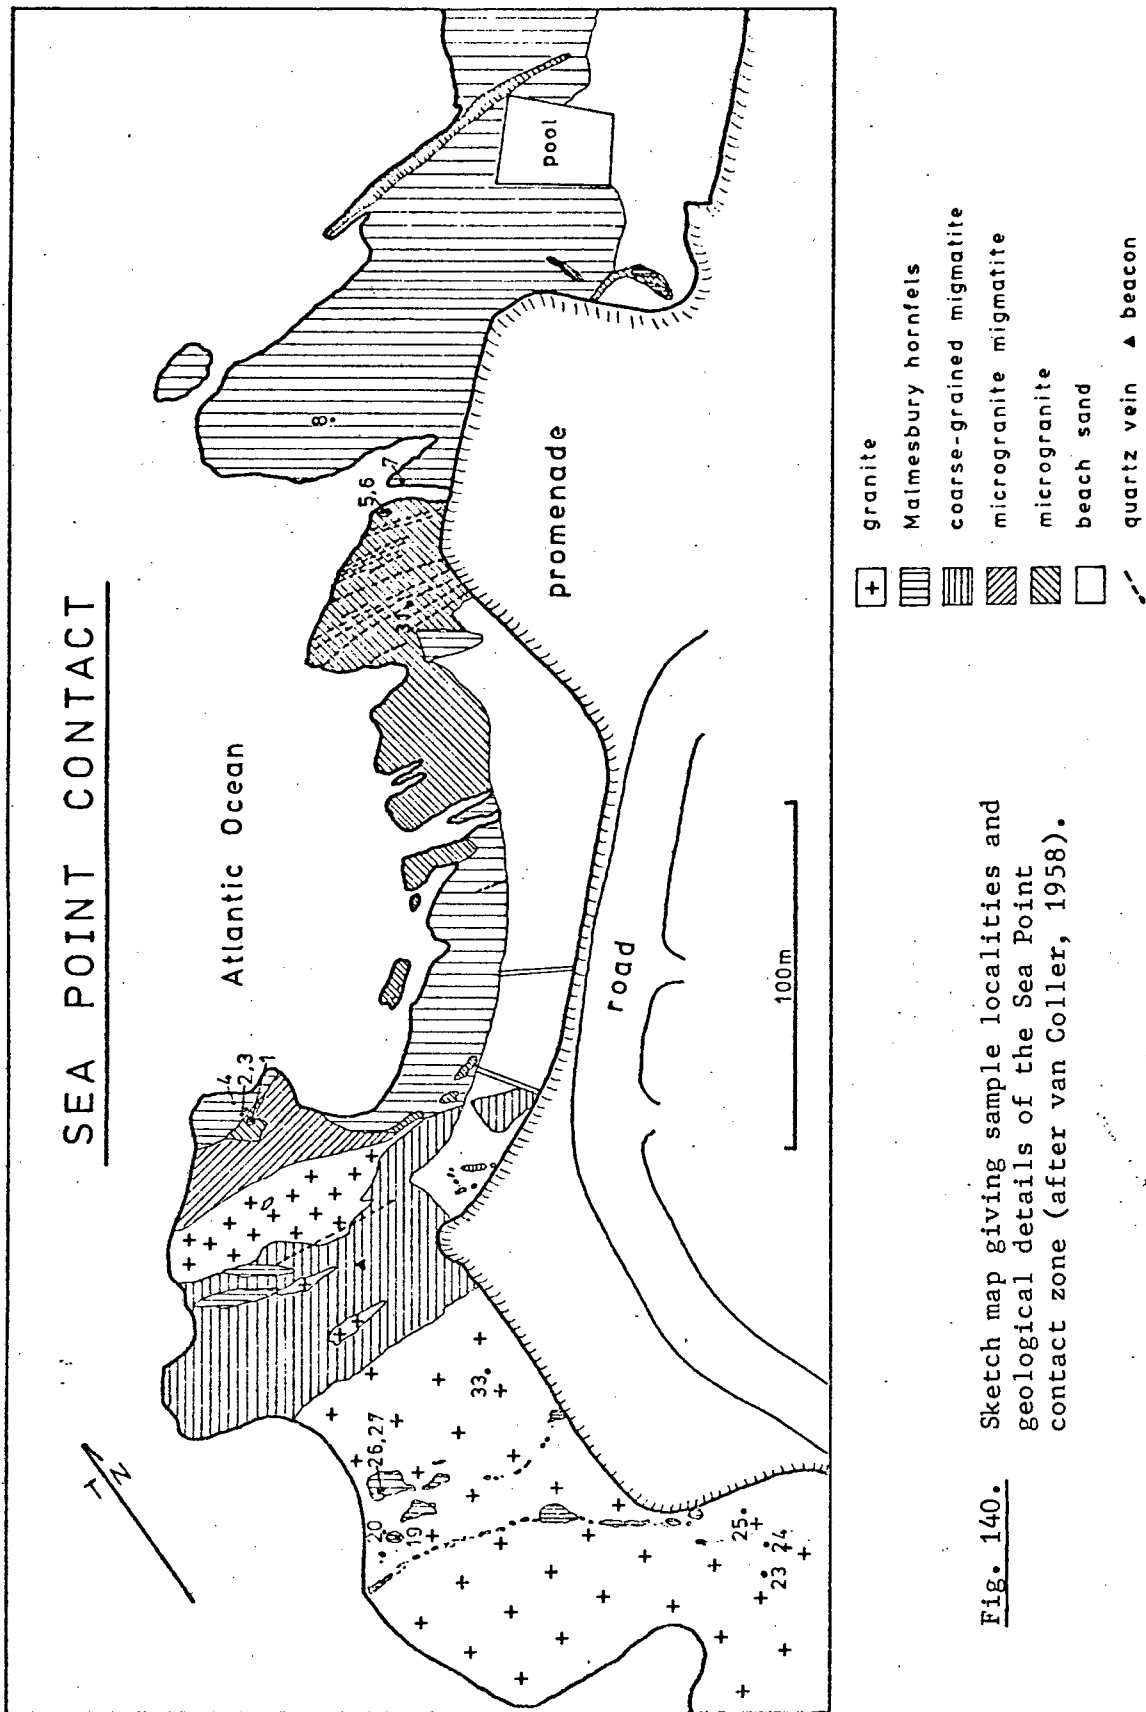 SEA POINT CONTACT
Atlantic Ocean
4
2,3
1
5,6
7
8
pool
promenade
road
100m
N
26,27
33
20
19
25
24
23
granite
Malmesbury hornfels
coarse-grained migmatite
microgranite migmatite
microgranite
beach sand
quartz vein ▲ beacon
Fig. 140. Sketch map giving sample localities and
geological details of the Sea Point
contact zone (after van Coller, 1958).